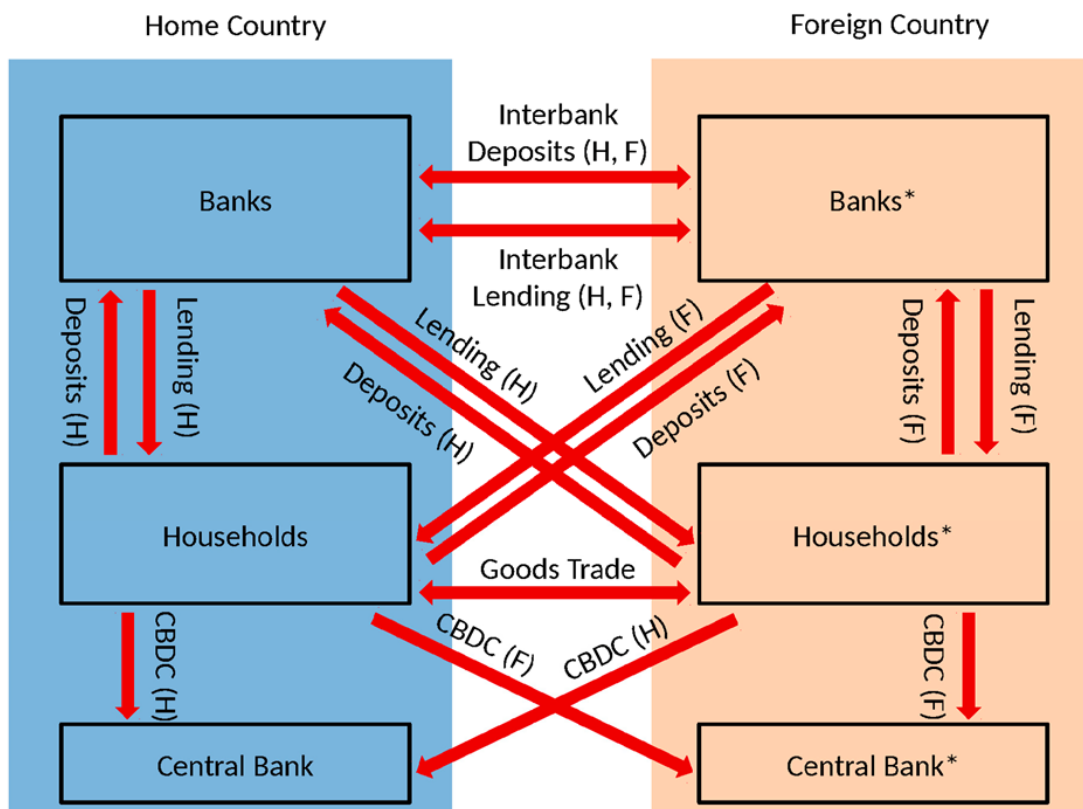 Home Country
Foreign Country
Interbank
Deposits (H, F)
Banks
Banks*
Interbank
Lending (H, F)
Deposits (H)
Lending (H)
Lending (H)
Deposits (H)
Lending (F)
Deposits (F)
Deposits (F)
Lending (F)
Households
Households*
Goods Trade
CBDC (H)
CBDC (F)
CBDC (H)
CBDC (F)
Central Bank
Central Bank*